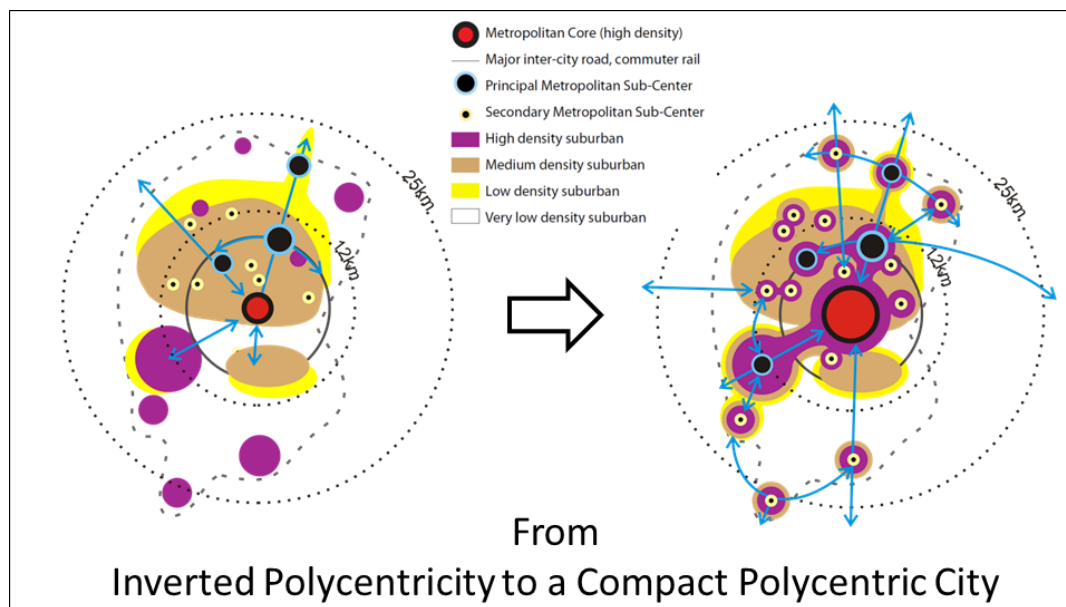 Metropolitan Core (high density)
Major inter-city road, commuter rail
Principal Metropolitan Sub-Center
Secondary Metropolitan Sub-Center
High density suburban
Medium density suburban
Low density suburban
Very low density suburban
25km.
12km
25km.
12km
From
Inverted Polycentricity to a Compact Polycentric City